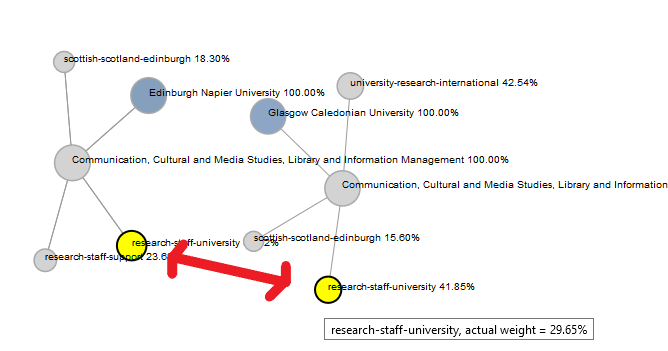 scottish-scotland-edinburgh 18.30%
university-research-international 42.54%
Edinburgh Napier University 100.00%
Glasgow Caledonian University 100.00%
Communication, Cultural and Media Studies, Library and Information Management 100.00%
Communication, Cultural and Media Studies, Library and Information
scottish-scotland-edinburgh 15.60%
research-staff-university 2%
research-staff-support 23.6
research-staff-university 41.85%
research-staff-university, actual weight = 29.65%